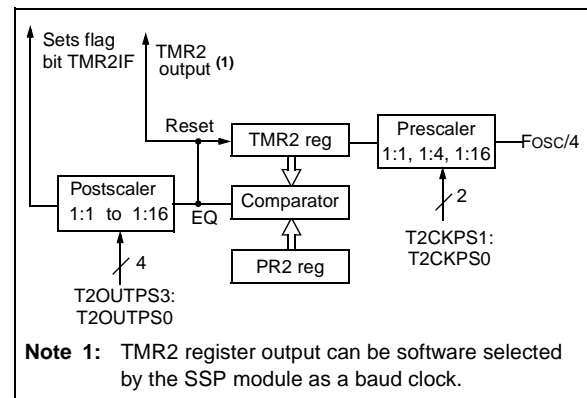 Sets flag
bit TMR2IF
TMR2
output (1)
Reset
TMR2 reg
Prescaler
1:1, 1:4, 1:16
FOSC/4
Postscaler
1:1 to 1:16
EQ
Comparator
2
T2CKPS1:
T2CKPS0
PR2 reg
4
T2OUTPS3:
T2OUTPS0
Note 1: TMR2 register output can be software selected
by the SSP module as a baud clock.